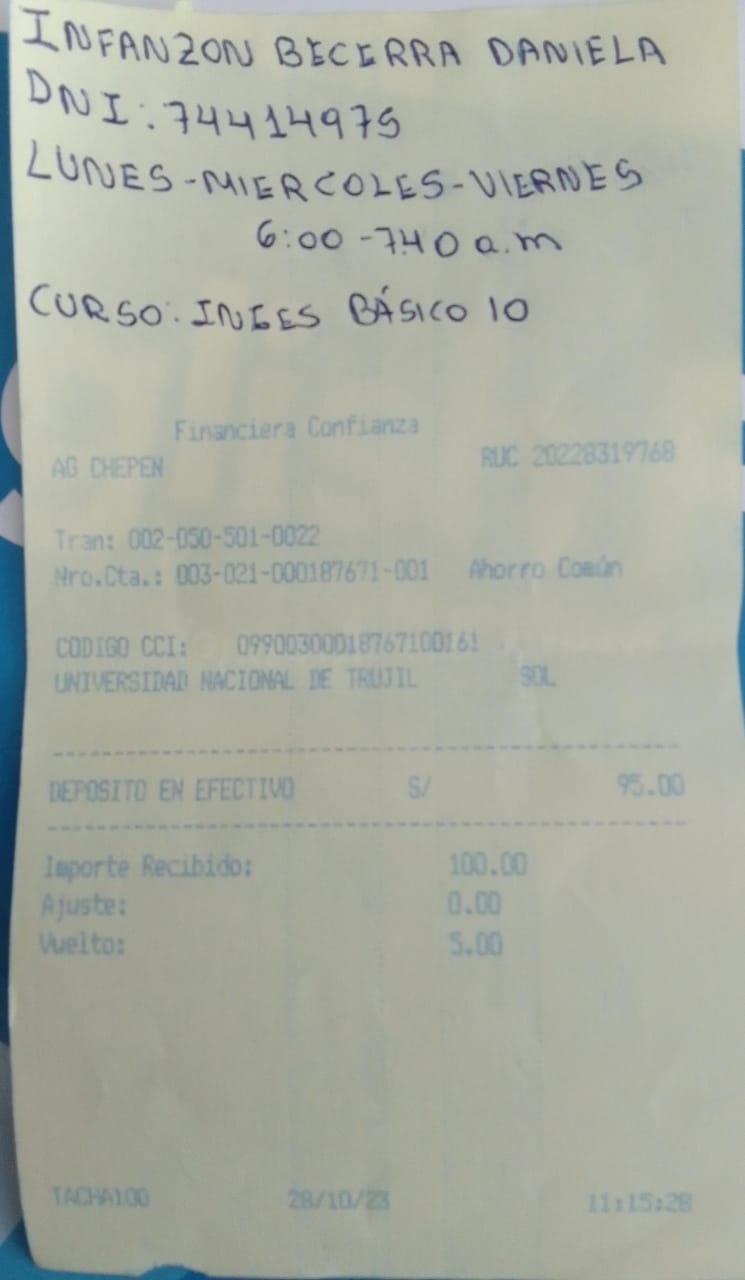 INFANZON BECERRA DANIELA
DNI: 74414975
LUNES-MIERCOLES-VIERNES
6:00-7:40 a.m
CURSO: INGES BÁSICO 10
Financiera Confianza
AG CHEPEN RUC 20228319768
Tran: 002-050-501-0022
Nro.Cta.: 003-021-000187671-001 Ahorro Común
CODIGO CCI: 09900300018767100161
UNIVERSIDAD NACIONAL DE TRUJIL SOL
DEPOSITO EN EFECTIVO S/ 95.00
Importe Recibido: 100.00
Ajuste: 0.00
Vuelto: 5.00
TACHA100 28/10/23 11:15:28